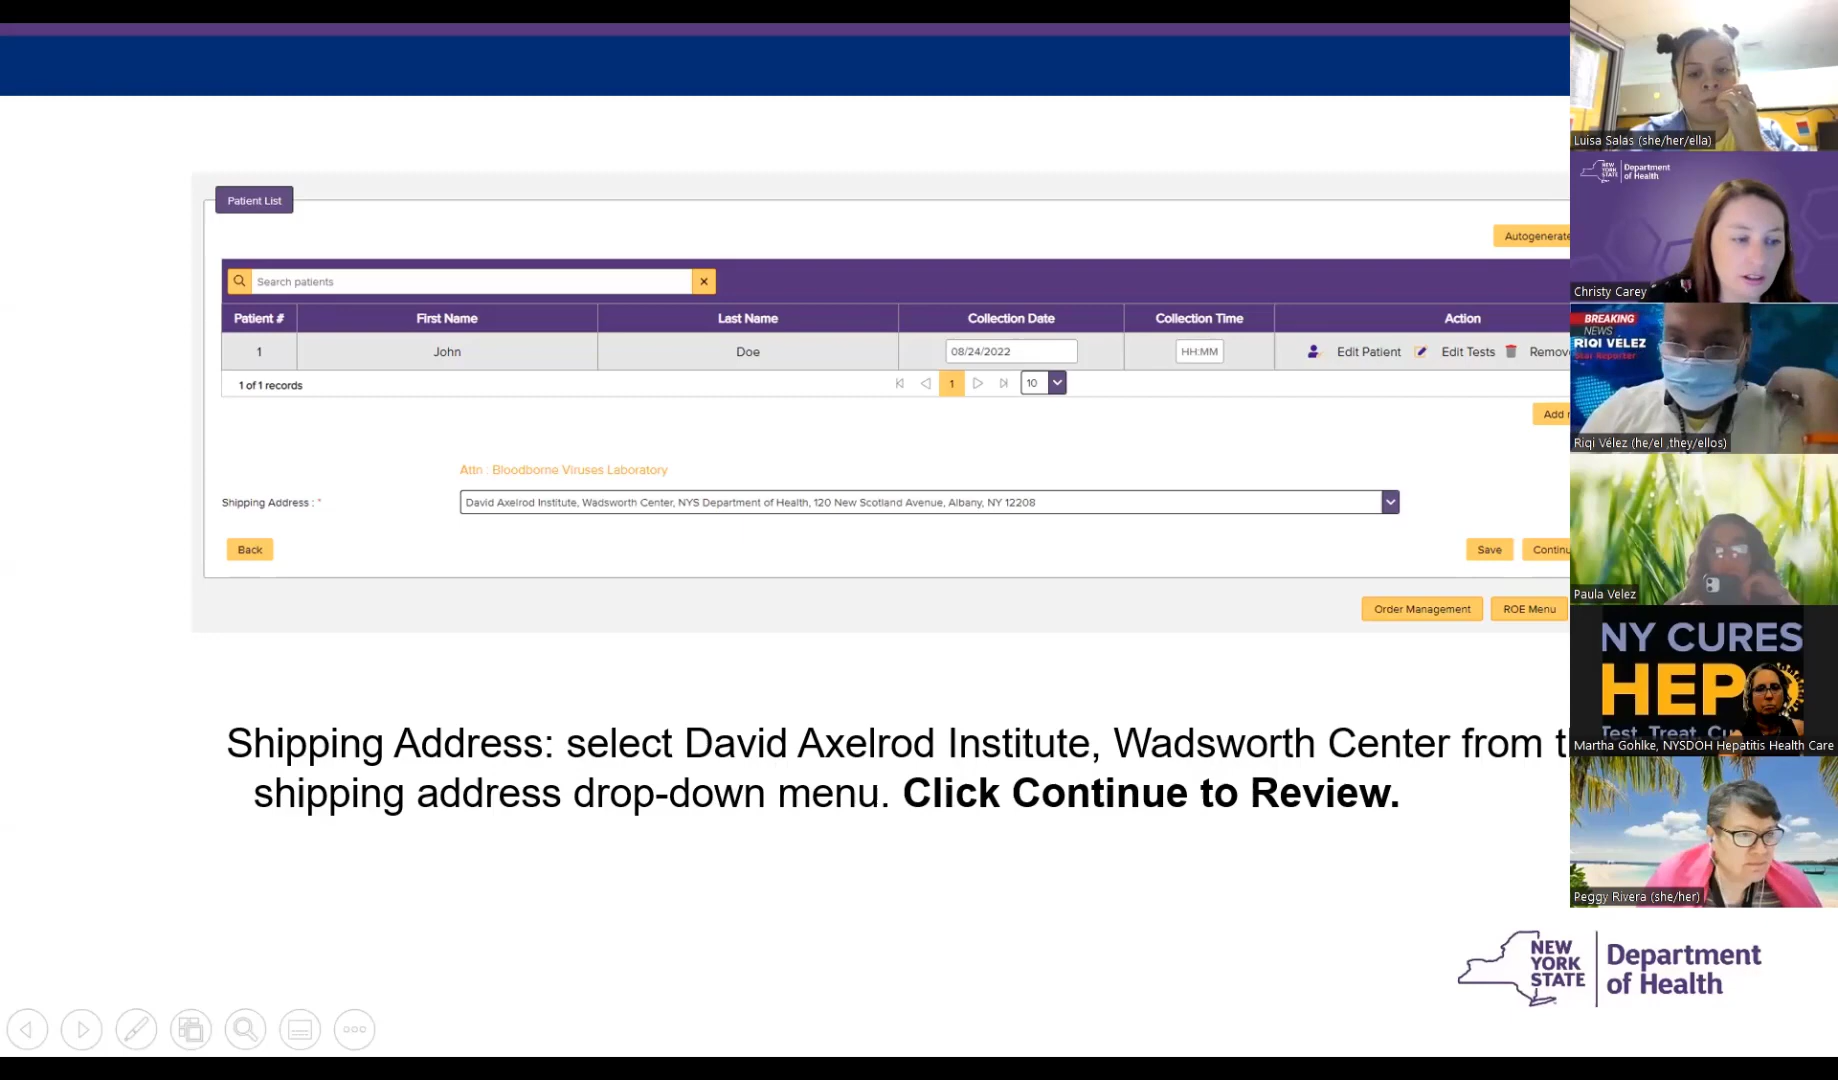 Patient List
Autogenerate
Search patients
Patient # First Name Last Name Collection Date Collection Time Action
1 John Doe 08/24/2022 HH:MM Edit Patient Edit Tests Remov
1 of 1 records 1 10
Add
Attn : Bloodborne Viruses Laboratory
Shipping Address : * David Axelrod Institute, Wadsworth Center, NYS Department of Health, 120 New Scotland Avenue, Albany, NY 12208
Back Save Continu
Order Management ROE Menu
Shipping Address: select David Axelrod Institute, Wadsworth Center from t
shipping address drop-down menu. Click Continue to Review.
NEW
YORK
STATE
Department
of Health
Luisa Salas (she/her/ella)
NEW
YORK
STATE
Department
of Health
Christy Carey
BREAKING
NEWS
RIQI VÉLEZ
Star Reporter
Riqi Vélez (he/el ,they/ellos)
Paula Velez
NY CURES
HEP
Test. Treat. Cu
Martha Gohlke, NYSDOH Hepatitis Health Care
Peggy Rivera (she/her)